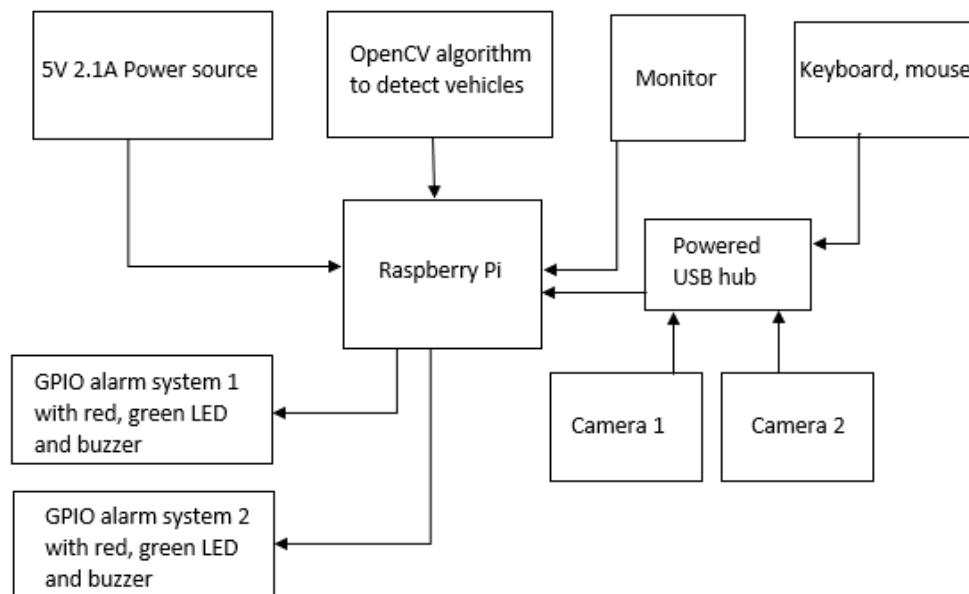 5V 2.1A Power source
OpenCV algorithm
to detect vehicles
Monitor
Keyboard, mouse
Raspberry Pi
Powered
USB hub
GPIO alarm system 1
with red, green LED
and buzzer
Camera 1
Camera 2
GPIO alarm system 2
with red, green LED
and buzzer